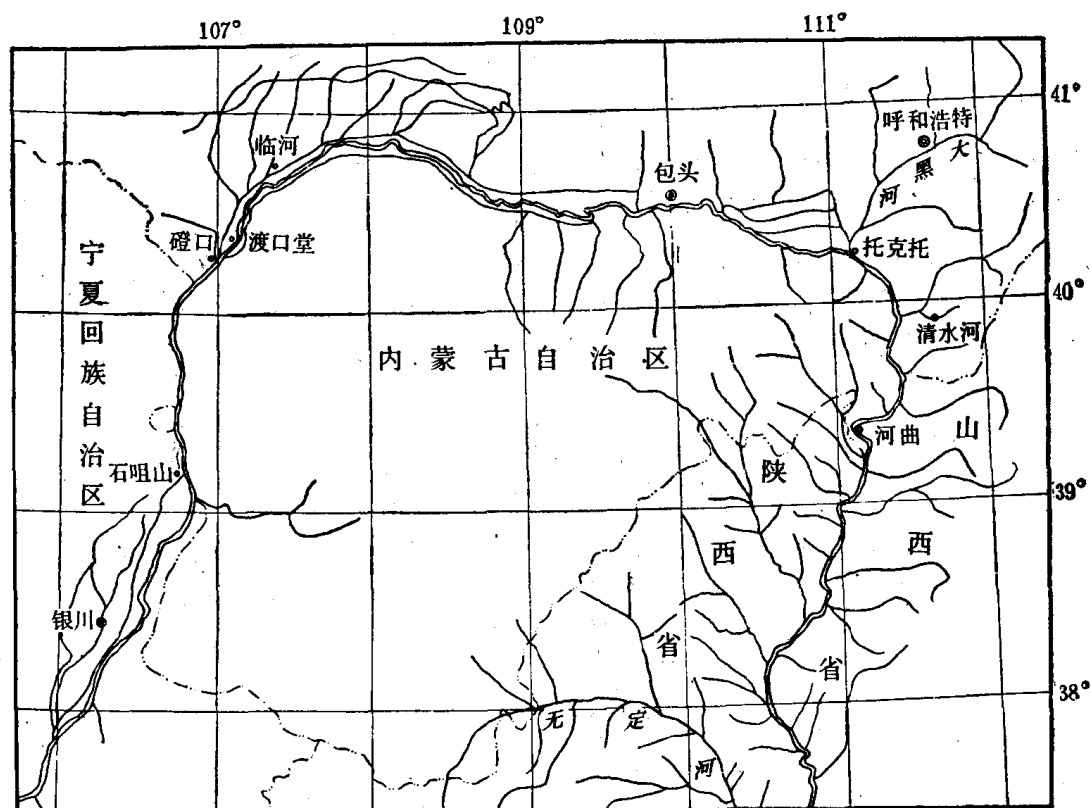 107°
109°
111°
41°
呼和浩特
大黑河
临河
包头
磴口
渡口堂
托克托
宁夏回族自治区
40°
清水河
内蒙古自治区
河曲
山西省
石咀山
陕西省
39°
银川
38°
无定河